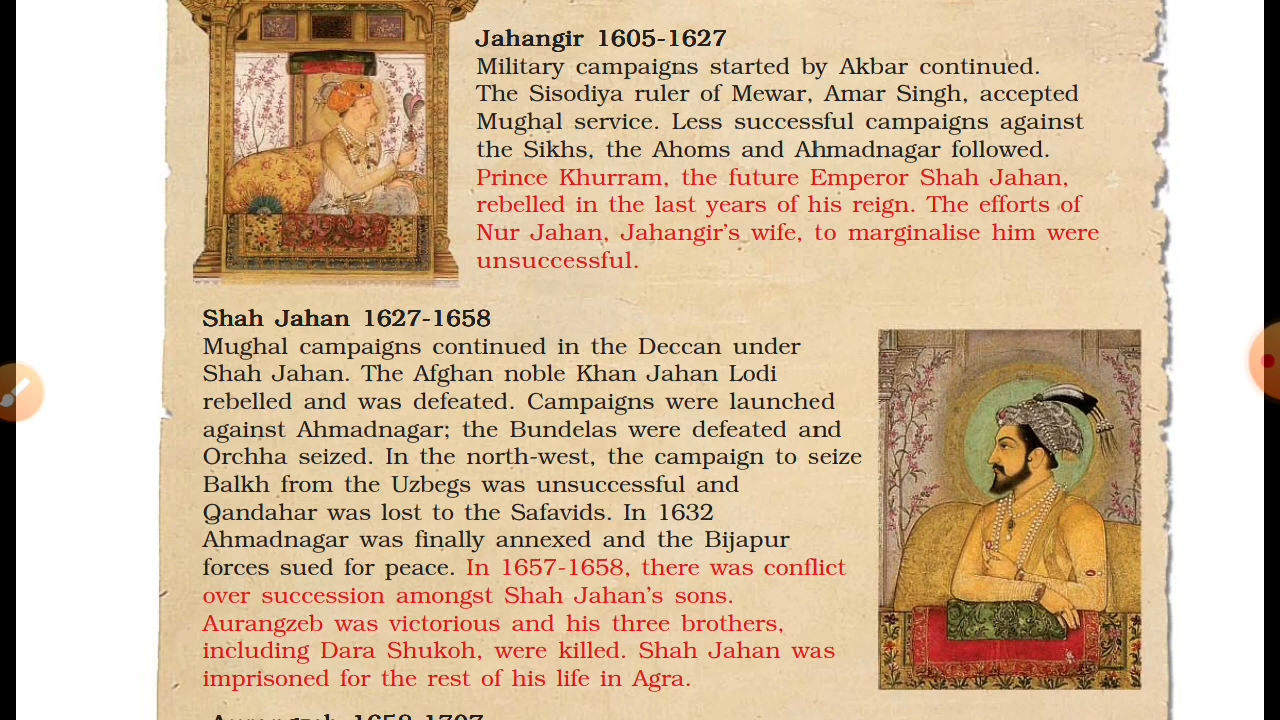 Jahangir 1605-1627
Military campaigns started by Akbar continued.
The Sisodiya ruler of Mewar, Amar Singh, accepted
Mughal service. Less successful campaigns against
the Sikhs, the Ahoms and Ahmadnagar followed.
Prince Khurram, the future Emperor Shah Jahan,
rebelled in the last years of his reign. The efforts of
Nur Jahan, Jahangir's wife, to marginalise him were
unsuccessful.
Shah Jahan 1627-1658
Mughal campaigns continued in the Deccan under
Shah Jahan. The Afghan noble Khan Jahan Lodi
rebelled and was defeated. Campaigns were launched
against Ahmadnagar; the Bundelas were defeated and
Orchha seized. In the north-west, the campaign to seize
Balkh from the Uzbegs was unsuccessful and
Qandahar was lost to the Safavids. In 1632
Ahmadnagar was finally annexed and the Bijapur
forces sued for peace. In 1657-1658, there was conflict
over succession amongst Shah Jahan's sons.
Aurangzeb was victorious and his three brothers,
including Dara Shukoh, were killed. Shah Jahan was
imprisoned for the rest of his life in Agra.
Aurangzeb 1658-1707